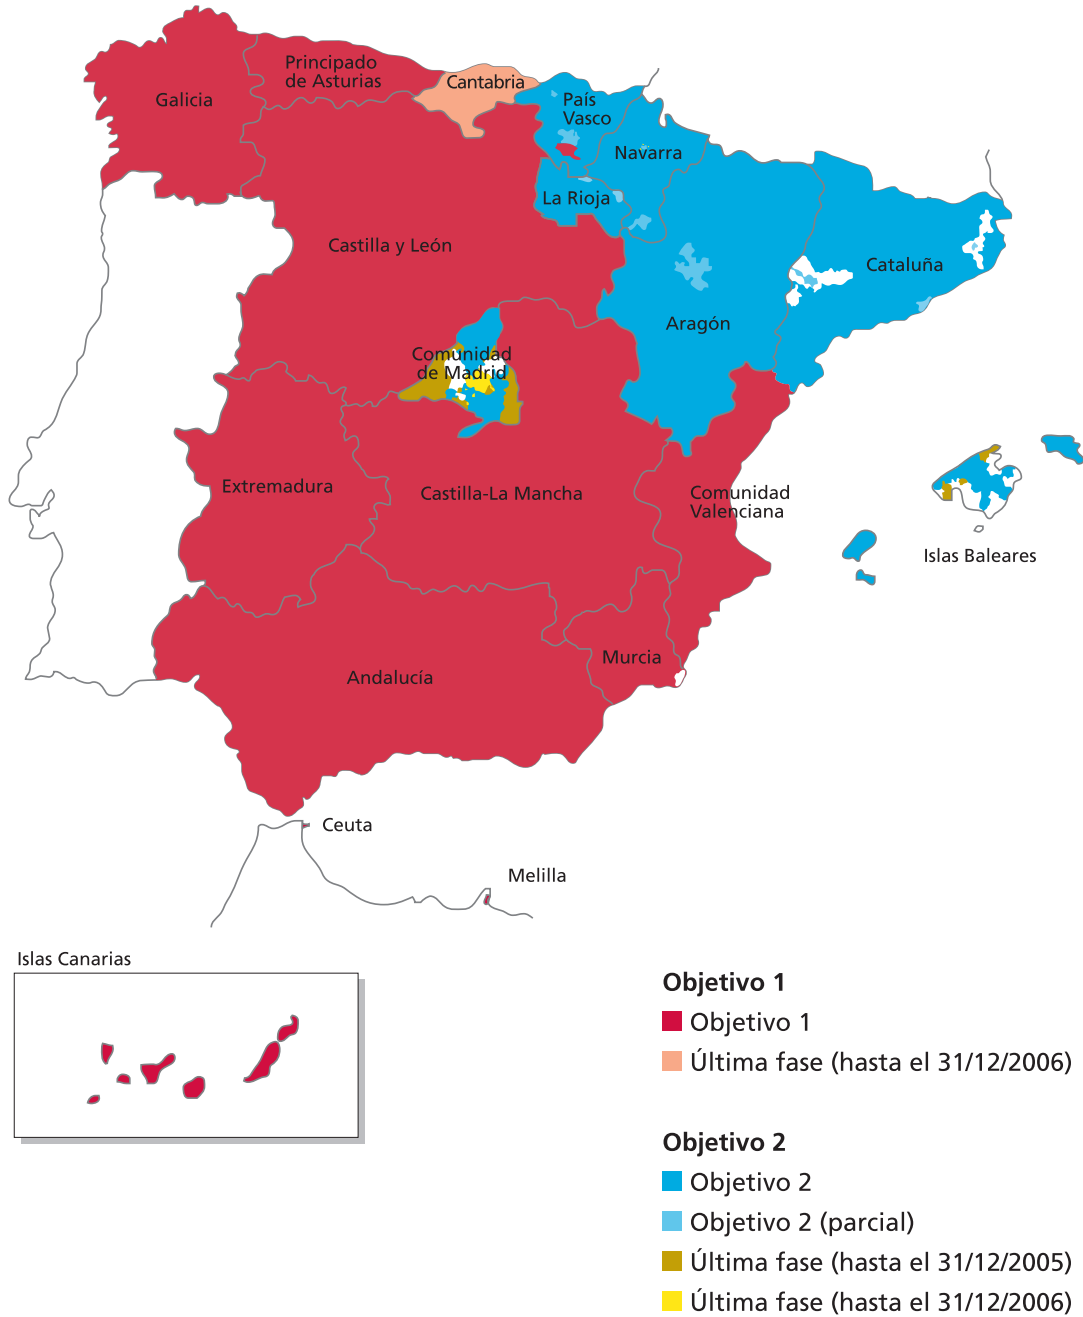 Principado
de Asturias
Cantabria
Galicia
País
Vasco
Navarra
La Rioja
Castilla y León
Cataluña
Aragón
Comunidad
de Madrid
Extremadura
Castilla-La Mancha
Comunidad
Valenciana
Islas Baleares
Murcia
Andalucía
Ceuta
Melilla
Islas Canarias
Objetivo 1
Objetivo 1
Última fase (hasta el 31/12/2006)
Objetivo 2
Objetivo 2
Objetivo 2 (parcial)
Última fase (hasta el 31/12/2005)
Última fase (hasta el 31/12/2006)